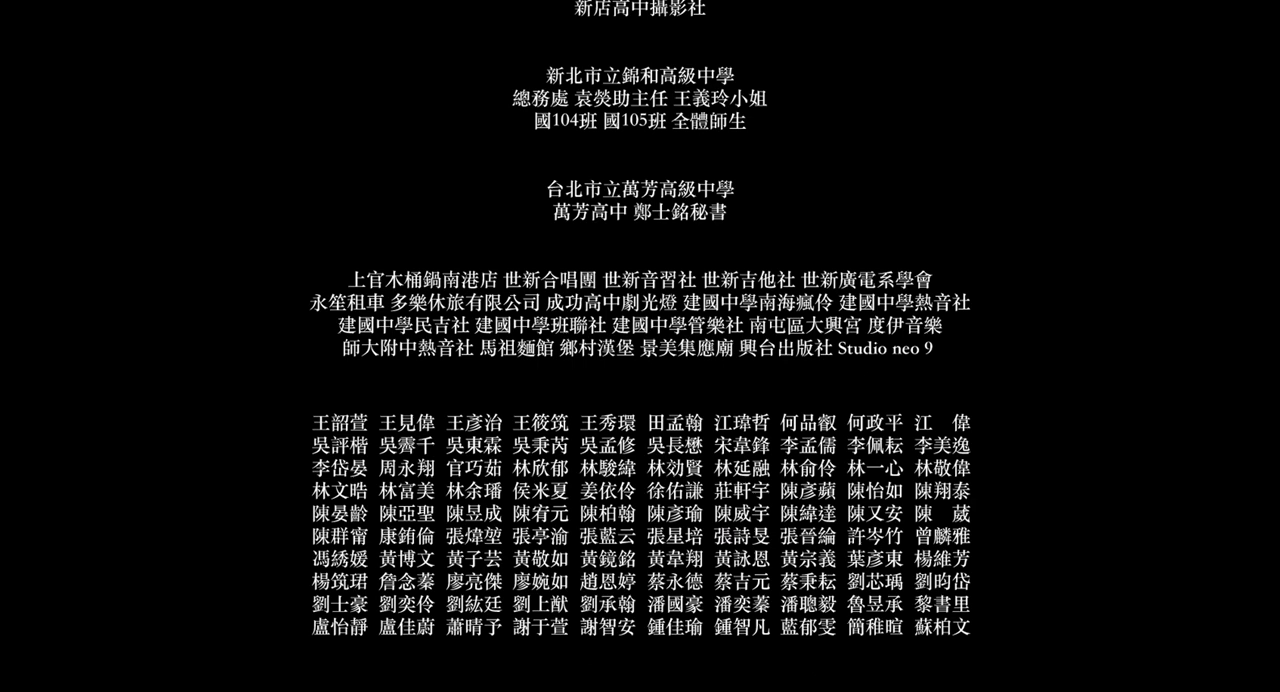 新店高中攝影社
新北市立錦和高級中學
總務處 袁熒助主任 王義玲小姐
國104班 國105班 全體師生
台北市立萬芳高級中學
萬芳高中 鄭士銘秘書
上官木桶鍋南港店 世新合唱團 世新音習社 世新吉他社 世新廣電系學會
永笙租車 多樂休旅有限公司 成功高中劇光燈 建國中學南海瘋伶 建國中學熱音社
建國中學民吉社 建國中學班聯社 建國中學管樂社 南屯區大興宮 度伊音樂
師大附中熱音社 馬祖麵館 鄉村漢堡 景美集應廟 興台出版社 Studio neo 9
王韶萱 王見偉 王彥治 王筱筑 王秀環 田孟翰 江瑋哲 何品叡 何政平 江　偉
吳評楷 吳霽千 吳東霖 吳秉芮 吳孟修 吳長懋 宋韋鋒 李孟儒 李佩耘 李美逸
李岱晏 周永翔 官巧茹 林欣郁 林駿緯 林効賢 林延融 林俞伶 林一心 林敬偉
林文晧 林富美 林余璠 侯米夏 姜依伶 徐佑謙 莊軒宇 陳彥蘋 陳怡如 陳翔泰
陳晏齡 陳亞聖 陳昱成 陳宥元 陳柏翰 陳彥瑜 陳威宇 陳緯達 陳又安 陳　葳
陳群甯 康銪倫 張煒堃 張亭渝 張藍云 張星培 張詩旻 張晉綸 許岑竹 曾麟雅
馮綉媛 黃博文 黃子芸 黃敬如 黃鏡銘 黃韋翔 黃詠恩 黃宗義 葉彥東 楊維芳
楊筑珺 詹念蓁 廖亮傑 廖婉如 趙恩婷 蔡永德 蔡吉元 蔡秉耘 劉芯瑀 劉昀岱
劉士豪 劉奕伶 劉紘廷 劉上猷 劉承翰 潘國豪 潘奕蓁 潘聰毅 魯昱承 黎書里
盧怡靜 盧佳蔚 蕭晴予 謝于萱 謝智安 鍾佳瑜 鍾智凡 藍郁雯 簡稚暄 蘇柏文